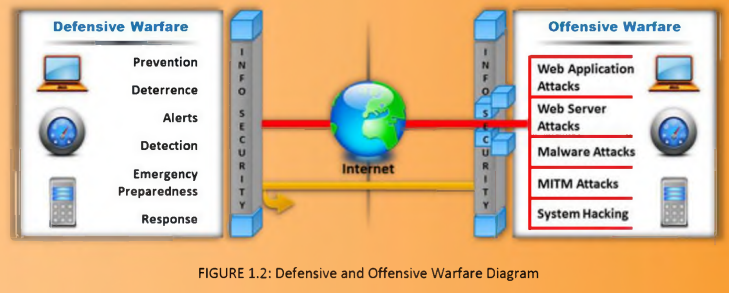 Defensive Warfare
Prevention
Deterrence
Alerts
Detection
Emergency
Preparedness
Response
INFO SECURITY
Internet
INFO SECURITY
Offensive Warfare
Web Application
Attacks
Web Server
Attacks
Malware Attacks
MITM Attacks
System Hacking
FIGURE 1.2: Defensive and Offensive Warfare Diagram